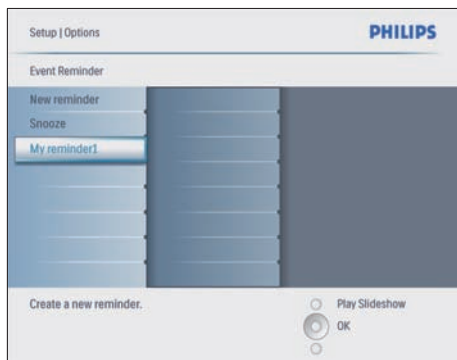 Setup | Options PHILIPS
Event Reminder
New reminder
Snooze
My reminder1
Create a new reminder.
Play Slideshow
OK